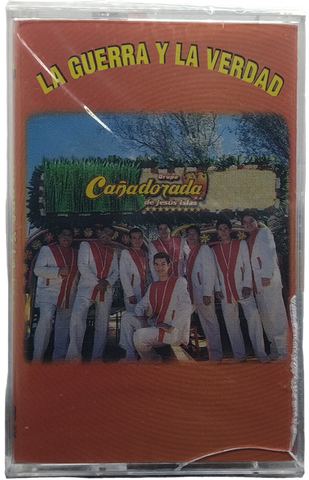 LA GUERRA Y LA VERDAD
Grupo
Cañadorada
de jesús islas